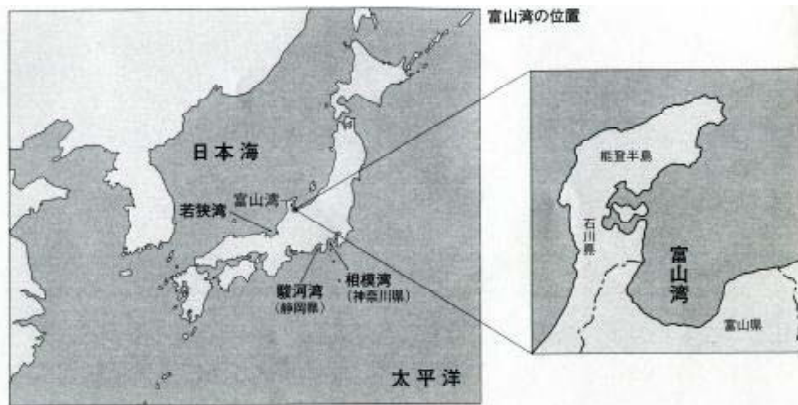 富山湾の位置
日本海
富山湾
若狭湾
駿河湾
(静岡県)
相模湾
(神奈川県)
太平洋
能登半島
石川県
富山湾
富山県